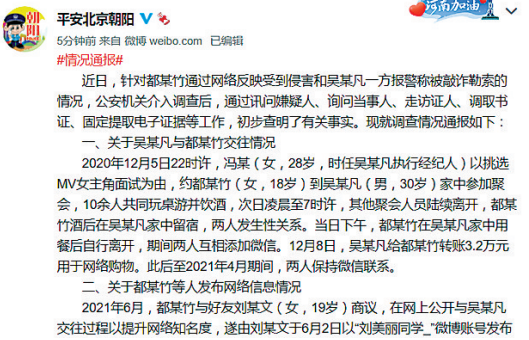 朝阳
河南加油
平安北京朝阳
5分钟前 来自 微博 weibo.com 已编辑
#情况通报#
近日，针对都某竹通过网络反映受到侵害和吴某凡一方报警称被敲诈勒索的
情况，公安机关介入调查后，通过讯问嫌疑人、询问当事人、走访证人、调取书
证、固定提取电子证据等工作，初步查明了有关事实。现就调查情况通报如下：
一、关于吴某凡与都某竹交往情况
2020年12月5日22时许，冯某（女，28岁，时任吴某凡执行经纪人）以挑选
MV女主角面试为由，约都某竹（女，18岁）到吴某凡（男，30岁）家中参加聚
会，10余人共同玩桌游并饮酒，次日凌晨至7时许，其他聚会人员陆续离开，都某
竹酒后在吴某凡家中留宿，两人发生性关系。当日下午，都某竹在吴某凡家中用
餐后自行离开，期间两人互相添加微信。12月8日，吴某凡给都某竹转账3.2万元
用于网络购物。此后至2021年4月期间，两人保持微信联系。
二、关于都某竹等人发布网络信息情况
2021年6月，都某竹与好友刘某文（女，19岁）商议，在网上公开与吴某凡
交往过程以提升网络知名度，遂由刘某文于6月2日以“刘美丽同学_”微博账号发布